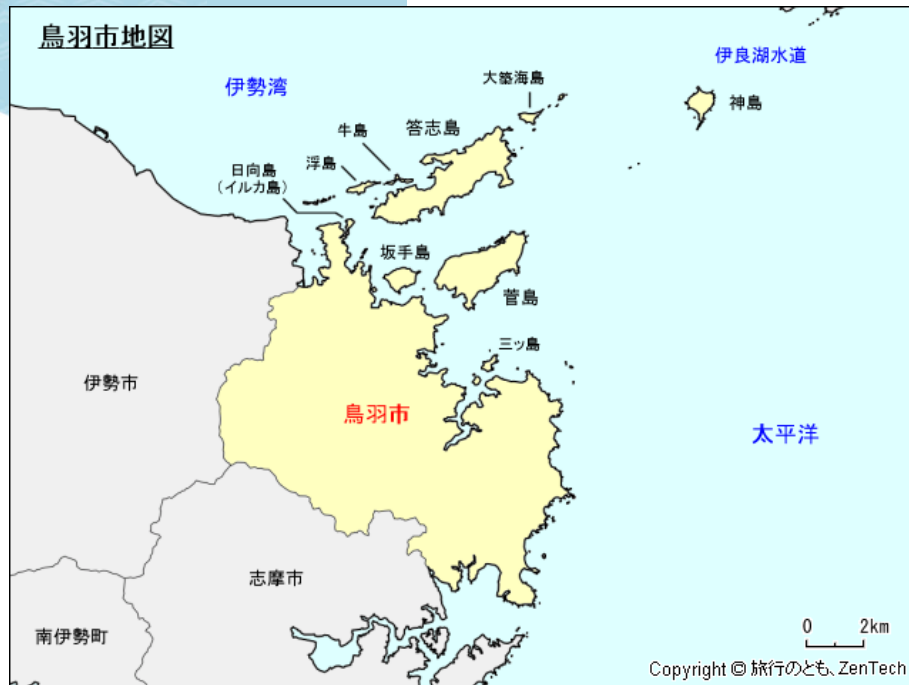 鳥羽市地図
伊良湖水道
伊勢湾
大築海島
神島
答志島
牛島
浮島
日向島
（イルカ島）
坂手島
菅島
三ッ島
伊勢市
鳥羽市
太平洋
志摩市
南伊勢町
0 2km
Copyright © 旅行のとも、ZenTech